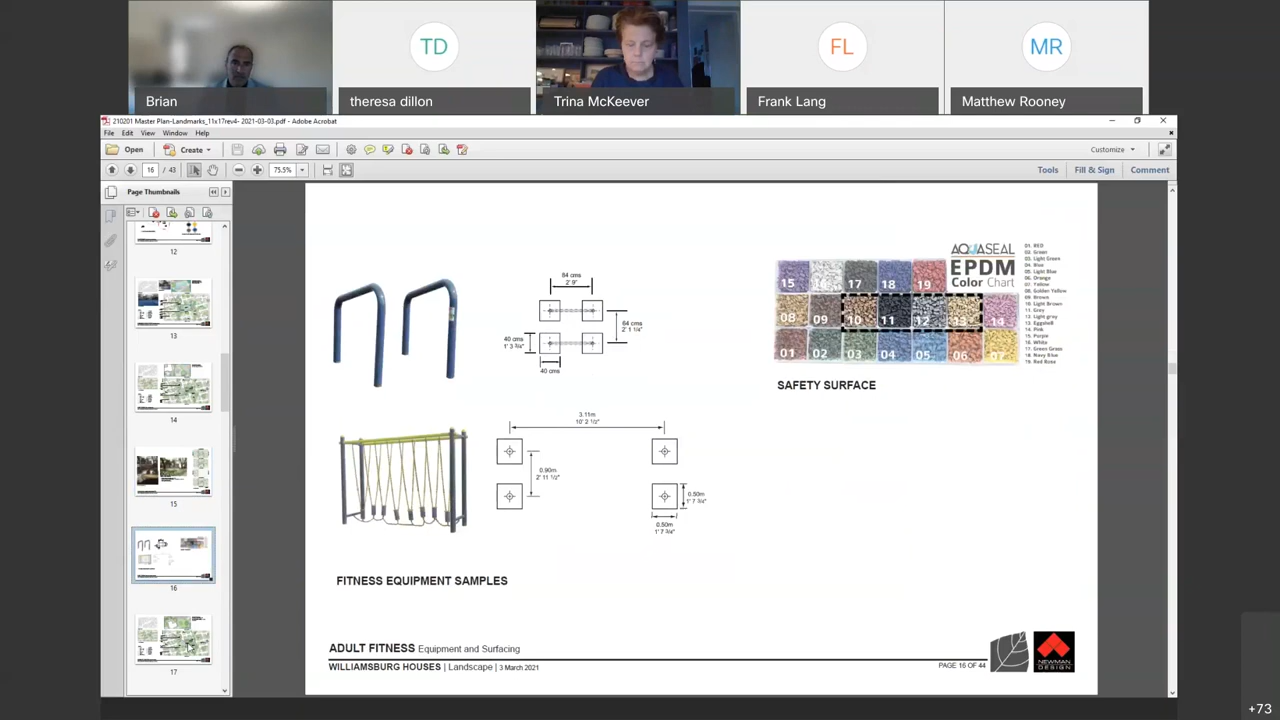 TD
FL
MR
Brian
theresa dillon
Trina McKeever
Frank Lang
Matthew Rooney
210201 Master Plan-Landmarks_11x17rev4- 2021-03-03.pdf - Adobe Acrobat
File Edit View Window Help
Open Create Customize
16 / 43 75.5% Tools Fill & Sign Comment
Page Thumbnails
12
13
14
15
16
17
84 cms
2' 9"
64 cms
2' 1 1/4"
40 cms
1' 3 3/4"
40 cms
3.11m
10' 2 1/2"
0.90m
2' 11 1/2"
0.50m
1' 7 3/4"
0.50m
1' 7 3/4"
AQUASEAL
EPDM
Color Chart
15 16 17 18 19
08 09 10 11 12 13 14
01 02 03 04 05 06 07
01. RED
02. Green
03. Light Green
04. Blue
05. Light Blue
06. Orange
07. Yellow
08. Golden Yellow
09. Brown
10. Light Brown
11. Grey
12. Light grey
13. Eggshell
14. Pink
15. Purple
16. White
17. Green Grass
18. Navy Blue
19. Red Rose
SAFETY SURFACE
FITNESS EQUIPMENT SAMPLES
ADULT FITNESS Equipment and Surfacing
WILLIAMSBURG HOUSES | Landscape | 3 March 2021
PAGE 16 OF 44
NEWMAN
DESIGN
+73